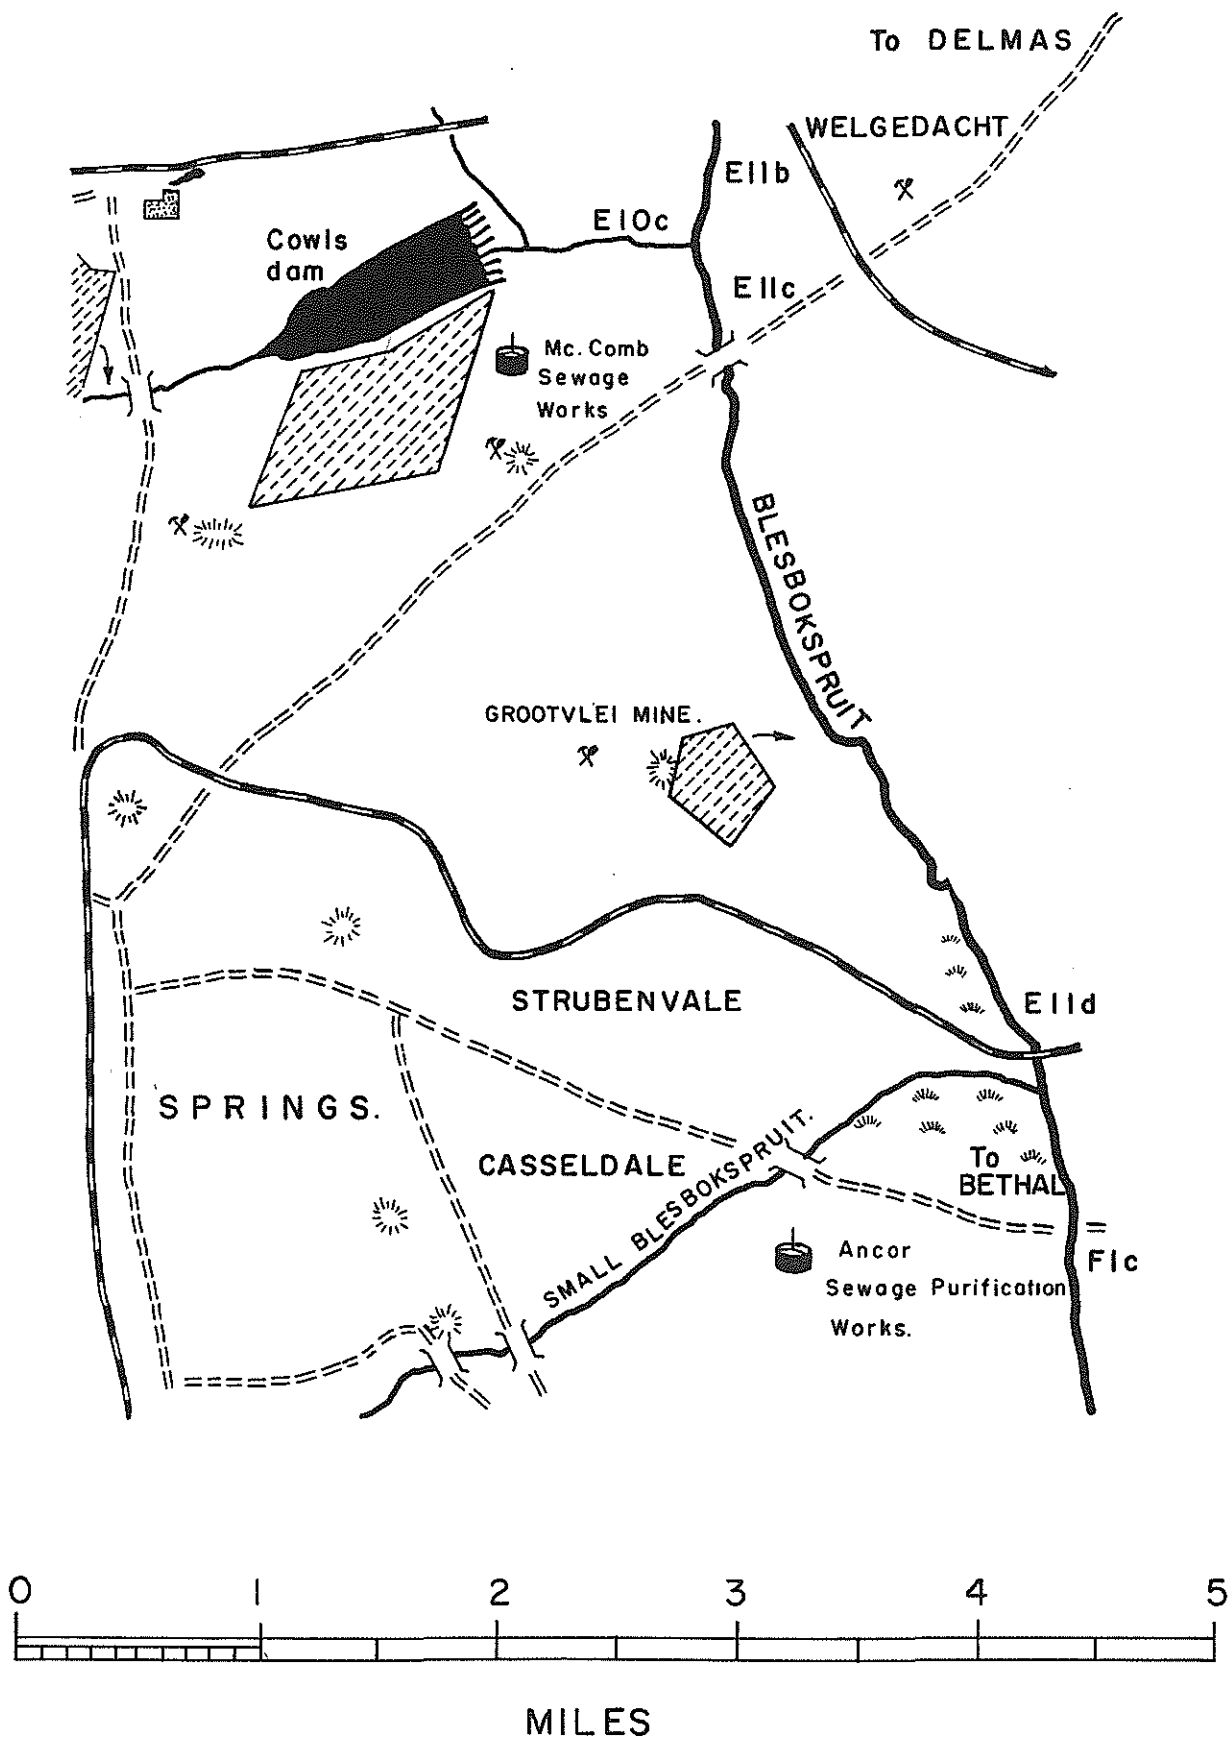 To DELMAS
WELGEDACHT
E11b
E10c
Cowls
dam
E11c
Mc. Comb
Sewage
Works
BLESBOKSPRUIT
GROOTVLEI MINE.
E11d
STRUBENVALE
SPRINGS.
CASSELDALE
SMALL BLESBOKSPRUIT.
To
BETHAL
F1c
Ancor
Sewage Purification
Works.
0 1 2 3 4 5
MILES